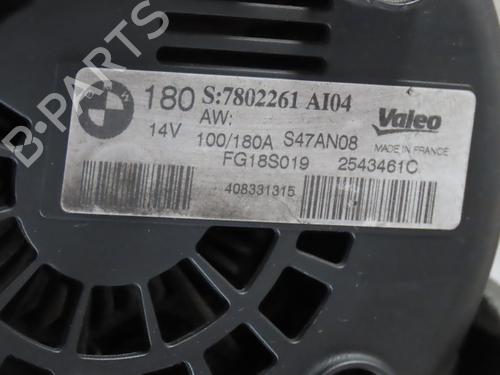 B-PARTS
180 S:7802261 AI04
AW:
14V 100/180A S47AN08
FG18S019
408331315
Valeo
MADE IN FRANCE
2543461C